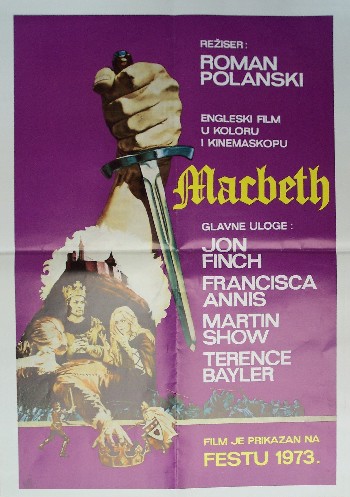 REŽISER:
ROMAN
POLANSKI
ENGLESKI FILM
U KOLORU
I KINEMASKOPU
Macbeth
GLAVNE ULOGE:
JON
FINCH
FRANCISCA
ANNIS
MARTIN
SHOW
TERENCE
BAYLER
FILM JE PRIKAZAN NA
FESTU 1973.